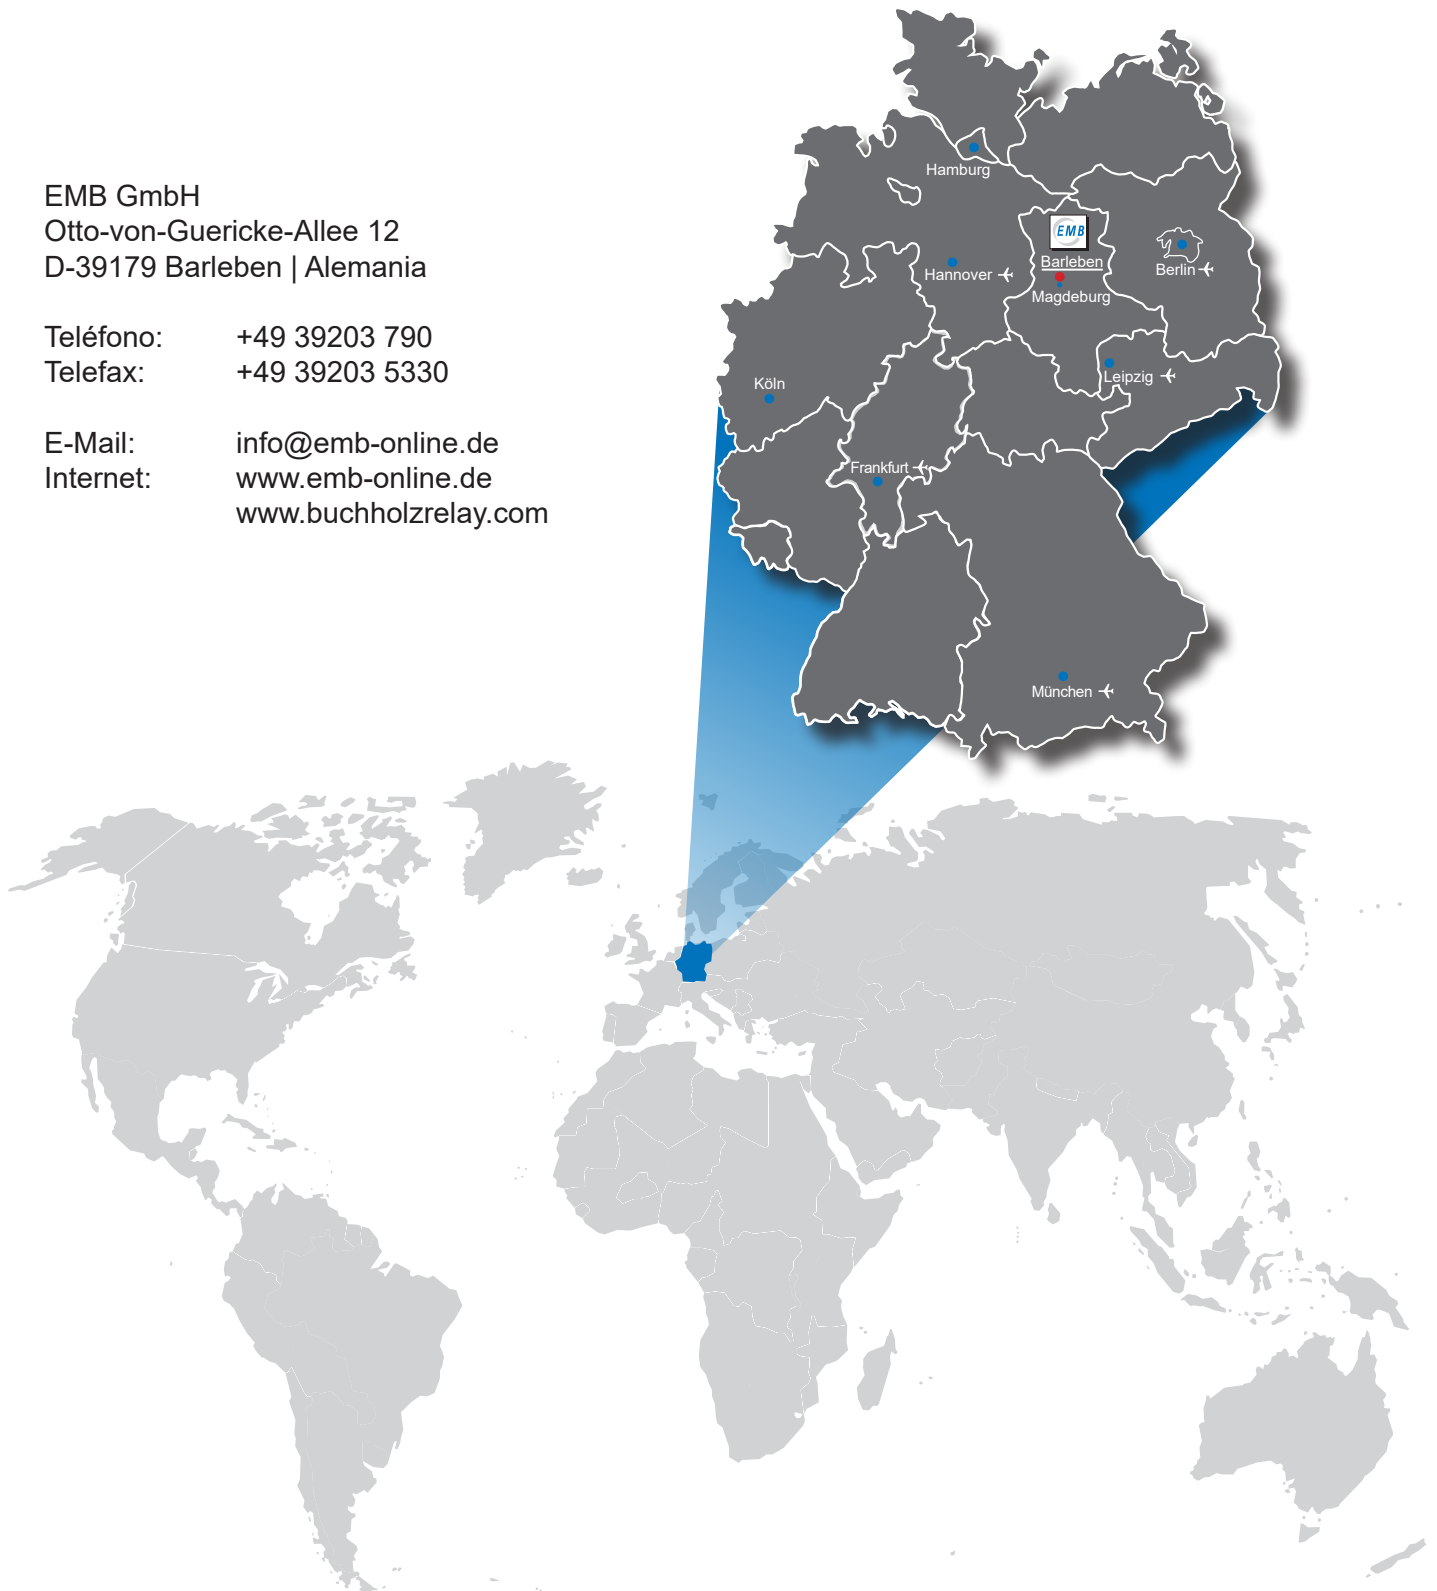 EMB GmbH
Otto-von-Guericke-Allee 12
D-39179 Barleben | Alemania
Teléfono: +49 39203 790
Telefax: +49 39203 5330
E-Mail: info@emb-online.de
Internet: www.emb-online.de
www.buchholzrelay.com
Hamburg
EMB
Barleben
Berlin
Hannover
Magdeburg
Leipzig
Köln
Frankfurt
München